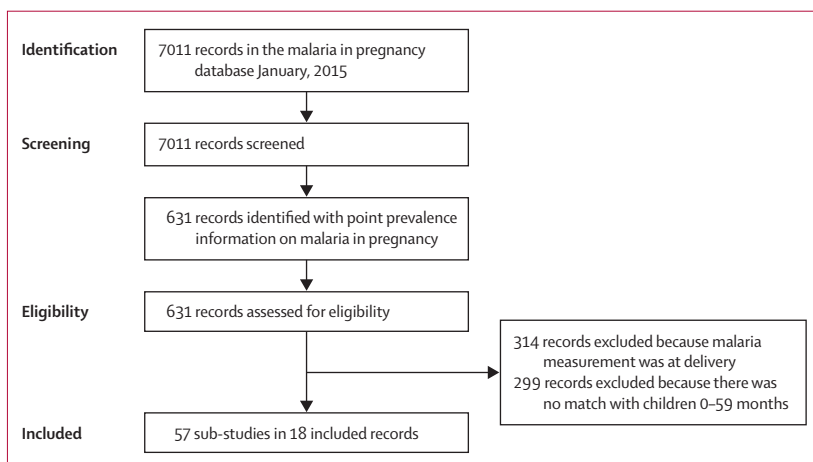 Identification
7011 records in the malaria in pregnancy
database January, 2015
Screening
7011 records screened
631 records identified with point prevalence
information on malaria in pregnancy
Eligibility
631 records assessed for eligibility
314 records excluded because malaria
measurement was at delivery
299 records excluded because there was
no match with children 0–59 months
Included
57 sub-studies in 18 included records